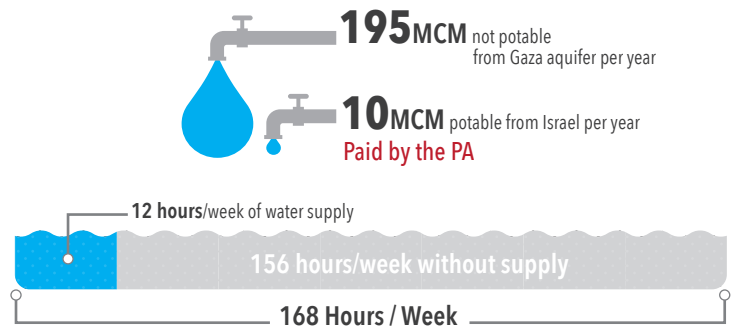 195MCM not potable
from Gaza aquifer per year
10MCM potable from Israel per year
Paid by the PA
12 hours/week of water supply
156 hours/week without supply
168 Hours / Week